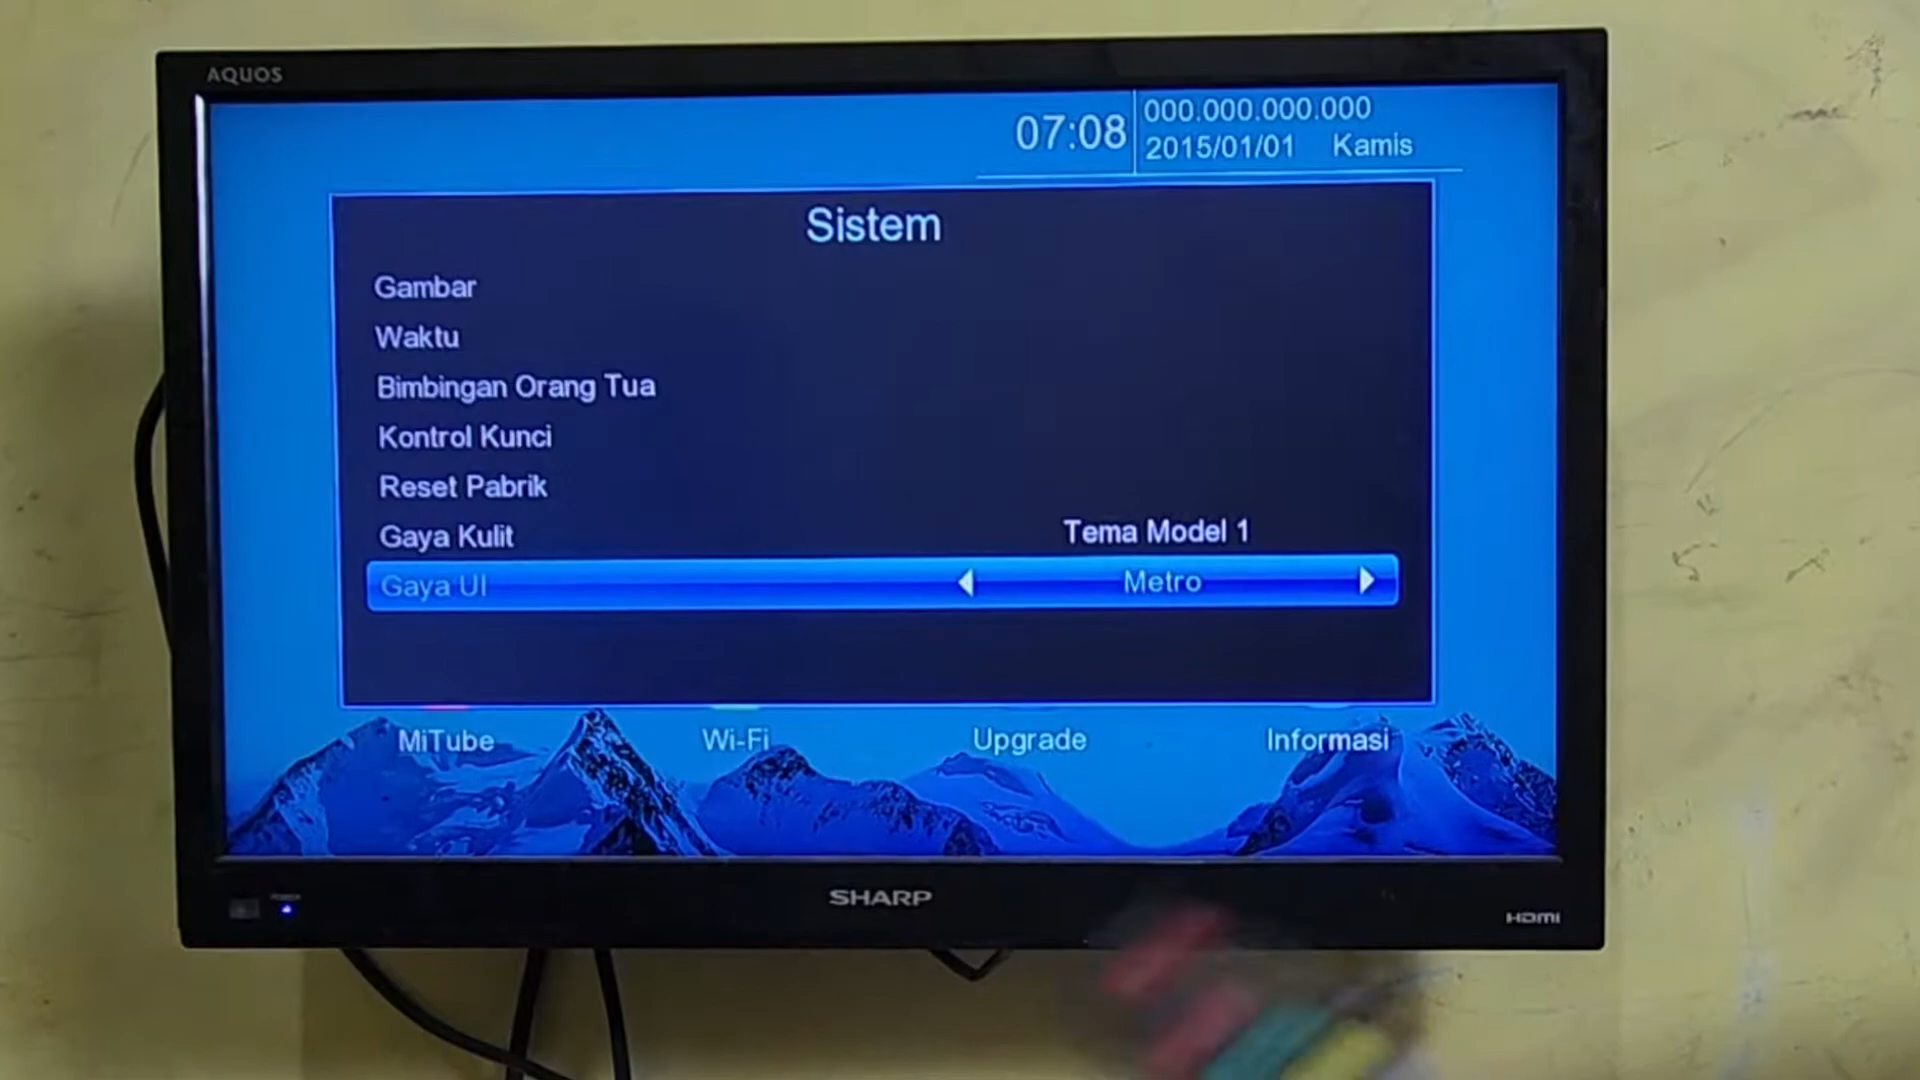 AQUOS
07:08
000.000.000.000
2015/01/01 Kamis
Sistem
Gambar
Waktu
Bimbingan Orang Tua
Kontrol Kunci
Reset Pabrik
Gaya Kulit Tema Model 1
Gaya UI Metro
MiTube Wi-Fi Upgrade Informasi
SHARP
HDMI